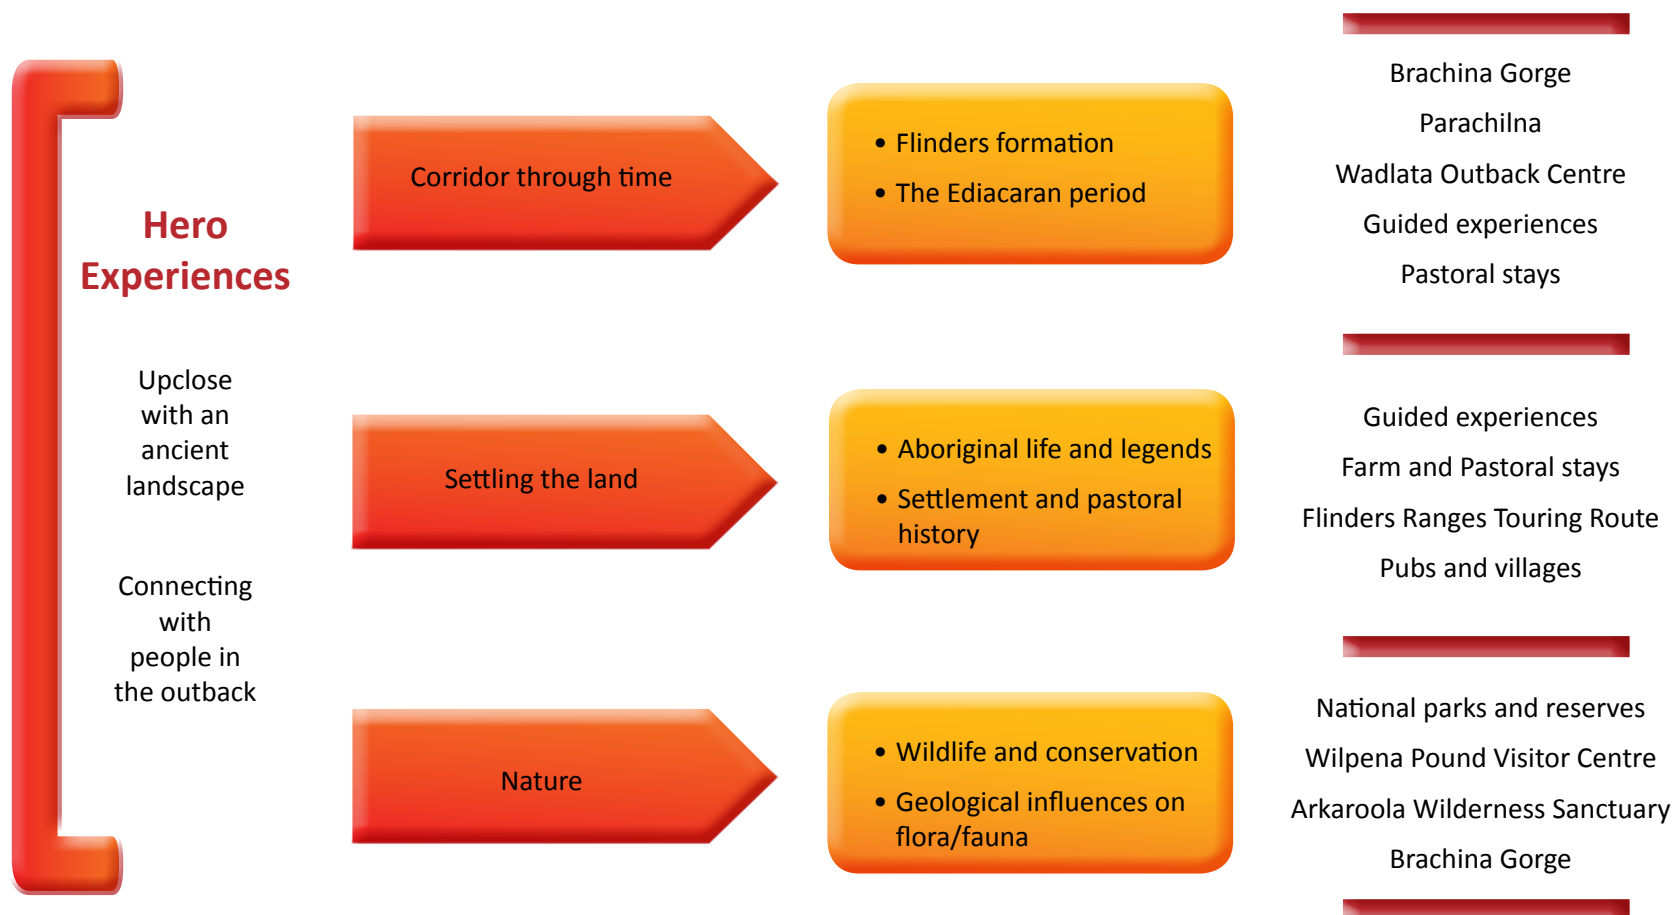 Hero
Experiences
Upclose
with an
ancient
landscape
Connecting
with
people in
the outback
Corridor through time
• Flinders formation
• The Ediacaran period
Brachina Gorge
Parachilna
Wadlata Outback Centre
Guided experiences
Pastoral stays
Settling the land
• Aboriginal life and legends
• Settlement and pastoral
history
Guided experiences
Farm and Pastoral stays
Flinders Ranges Touring Route
Pubs and villages
Nature
• Wildlife and conservation
• Geological influences on
flora/fauna
National parks and reserves
Wilpena Pound Visitor Centre
Arkaroola Wilderness Sanctuary
Brachina Gorge